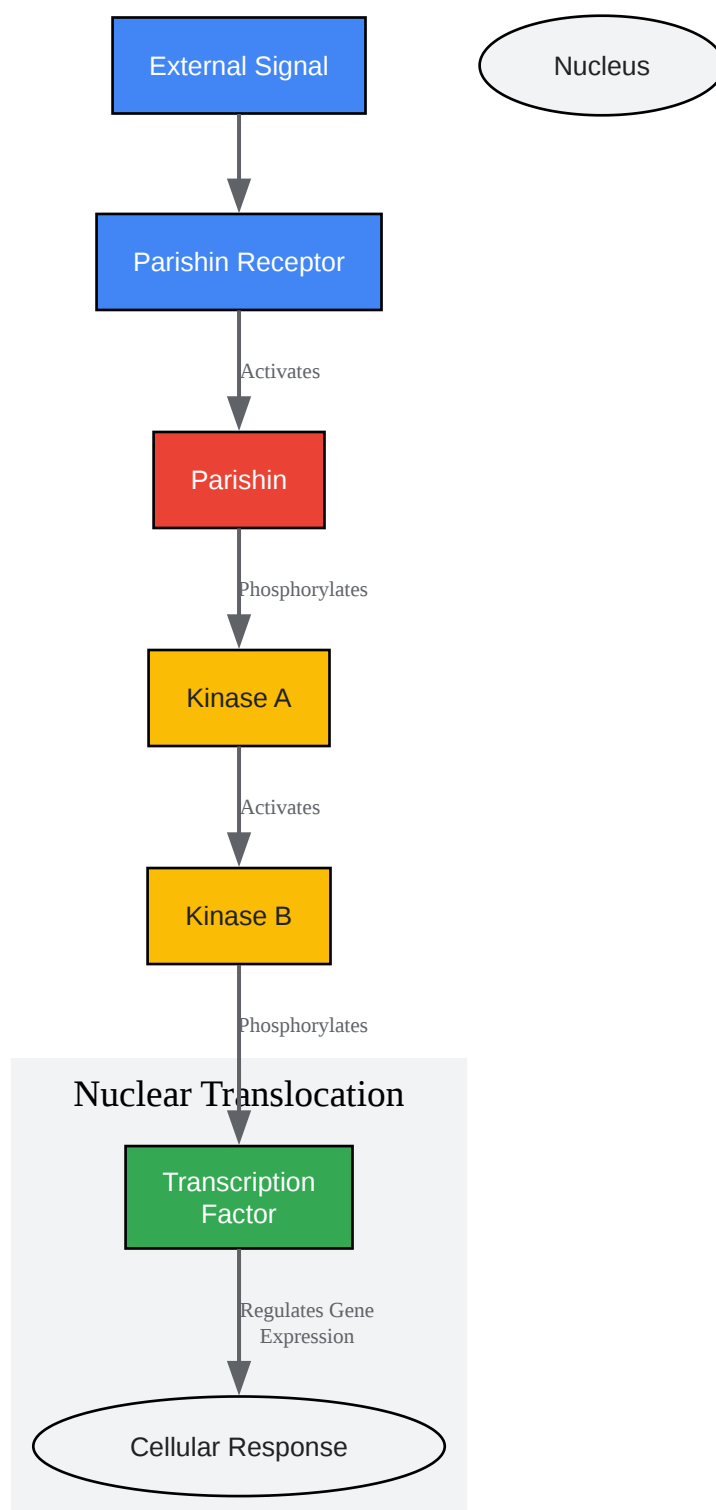 External Signal
Nucleus
Parishin Receptor
Activates
Parishin
Phosphorylates
Kinase A
Activates
Kinase B
Phosphorylates
Nuclear Translocation
Transcription
Factor
Regulates Gene
Expression
Cellular Response